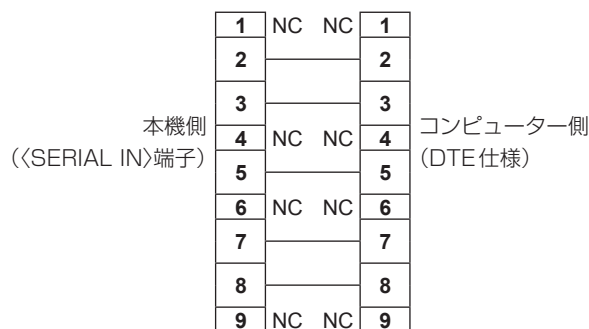 1 NC NC 1
2 2
3 3
本機側
(〈SERIAL IN〉端子)
4 NC NC 4
コンピューター側
(DTE仕様)
5 5
6 NC NC 6
7 7
8 8
9 NC NC 9